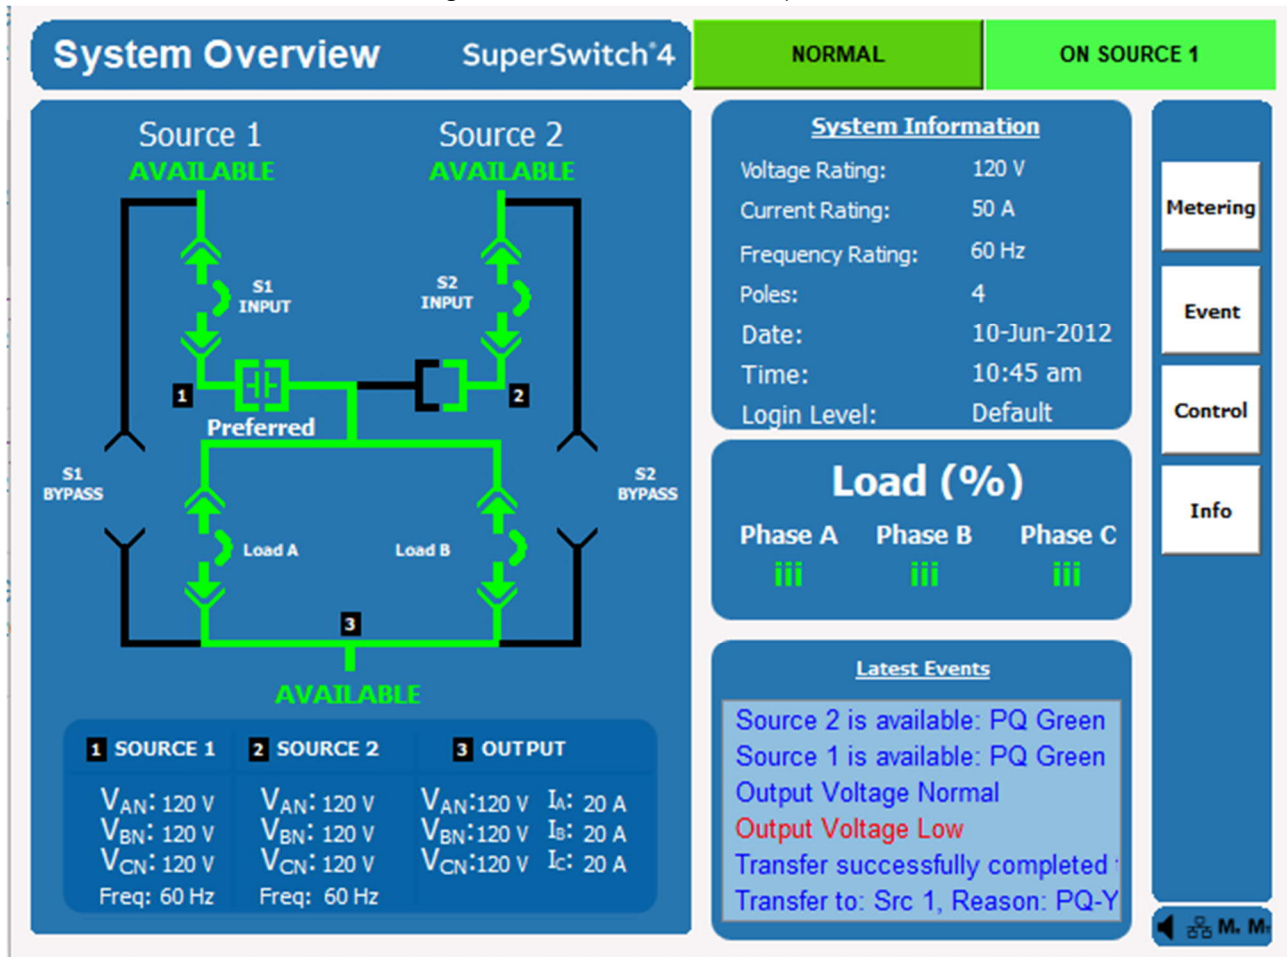 System Overview SuperSwitch®4
NORMAL
ON SOURCE 1
Source 1 Source 2
AVAILABLE AVAILABLE
S1
INPUT
S2
INPUT
1 2
Preferred
S1
BYPASS
S2
BYPASS
Load A Load B
3
AVAILABLE
1 SOURCE 1 2 SOURCE 2 3 OUTPUT
VAN: 120 V VAN: 120 V VAN:120 V IA: 20 A
VBN: 120 V VBN: 120 V VBN:120 V IB: 20 A
VCN: 120 V VCN: 120 V VCN:120 V IC: 20 A
Freq: 60 Hz Freq: 60 Hz
System Information
Voltage Rating: 120 V
Current Rating: 50 A
Frequency Rating: 60 Hz
Poles: 4
Date: 10-Jun-2012
Time: 10:45 am
Login Level: Default
Load (%)
Phase A Phase B Phase C
iii iii iii
Latest Events
Source 2 is available: PQ Green
Source 1 is available: PQ Green
Output Voltage Normal
Output Voltage Low
Transfer successfully completed
Transfer to: Src 1, Reason: PQ-Y
Metering
Event
Control
Info